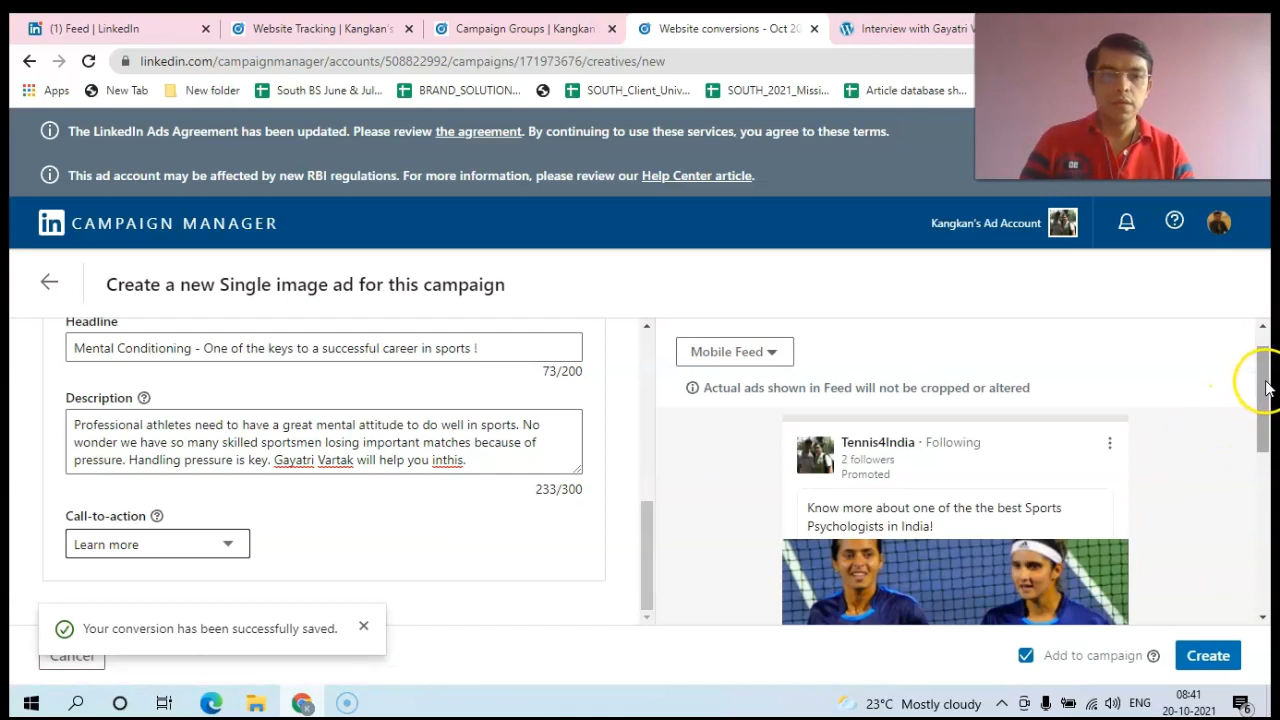 (1) Feed | LinkedIn
Website Tracking | Kangkan's
Campaign Groups | Kangkan
Website conversions - Oct 20
Interview with Gayatri V
linkedin.com/campaignmanager/accounts/508822992/campaigns/171973676/creatives/new
Apps
New Tab
New folder
South BS June & Jul...
BRAND_SOLUTION...
SOUTH_Client_Univ...
SOUTH_2021_Missi...
Article database sh...
The LinkedIn Ads Agreement has been updated. Please review the agreement. By continuing to use these services, you agree to these terms.
This ad account may be affected by new RBI regulations. For more information, please review our Help Center article.
in CAMPAIGN MANAGER
Kangkan's Ad Account
Create a new Single image ad for this campaign
Headline
Mental Conditioning - One of the keys to a successful career in sports !
73/200
Description
Professional athletes need to have a great mental attitude to do well in sports. No
wonder we have so many skilled sportsmen losing important matches because of
pressure. Handling pressure is key. Gayatri Vartak will help you inthis.
233/300
Call-to-action
Learn more
Mobile Feed
Actual ads shown in Feed will not be cropped or altered
Tennis4India · Following
2 followers
Promoted
Know more about one of the the best Sports
Psychologists in India!
Your conversion has been successfully saved.
Cancel
Add to campaign
Create
23°C Mostly cloudy
ENG
08:41
20-10-2021
6